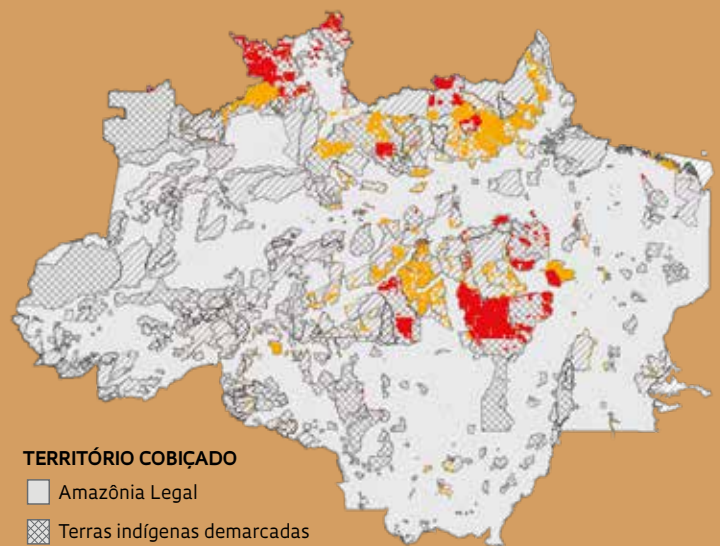 TERRITÓRIO COBIÇADO
Amazônia Legal
Terras indígenas demarcadas